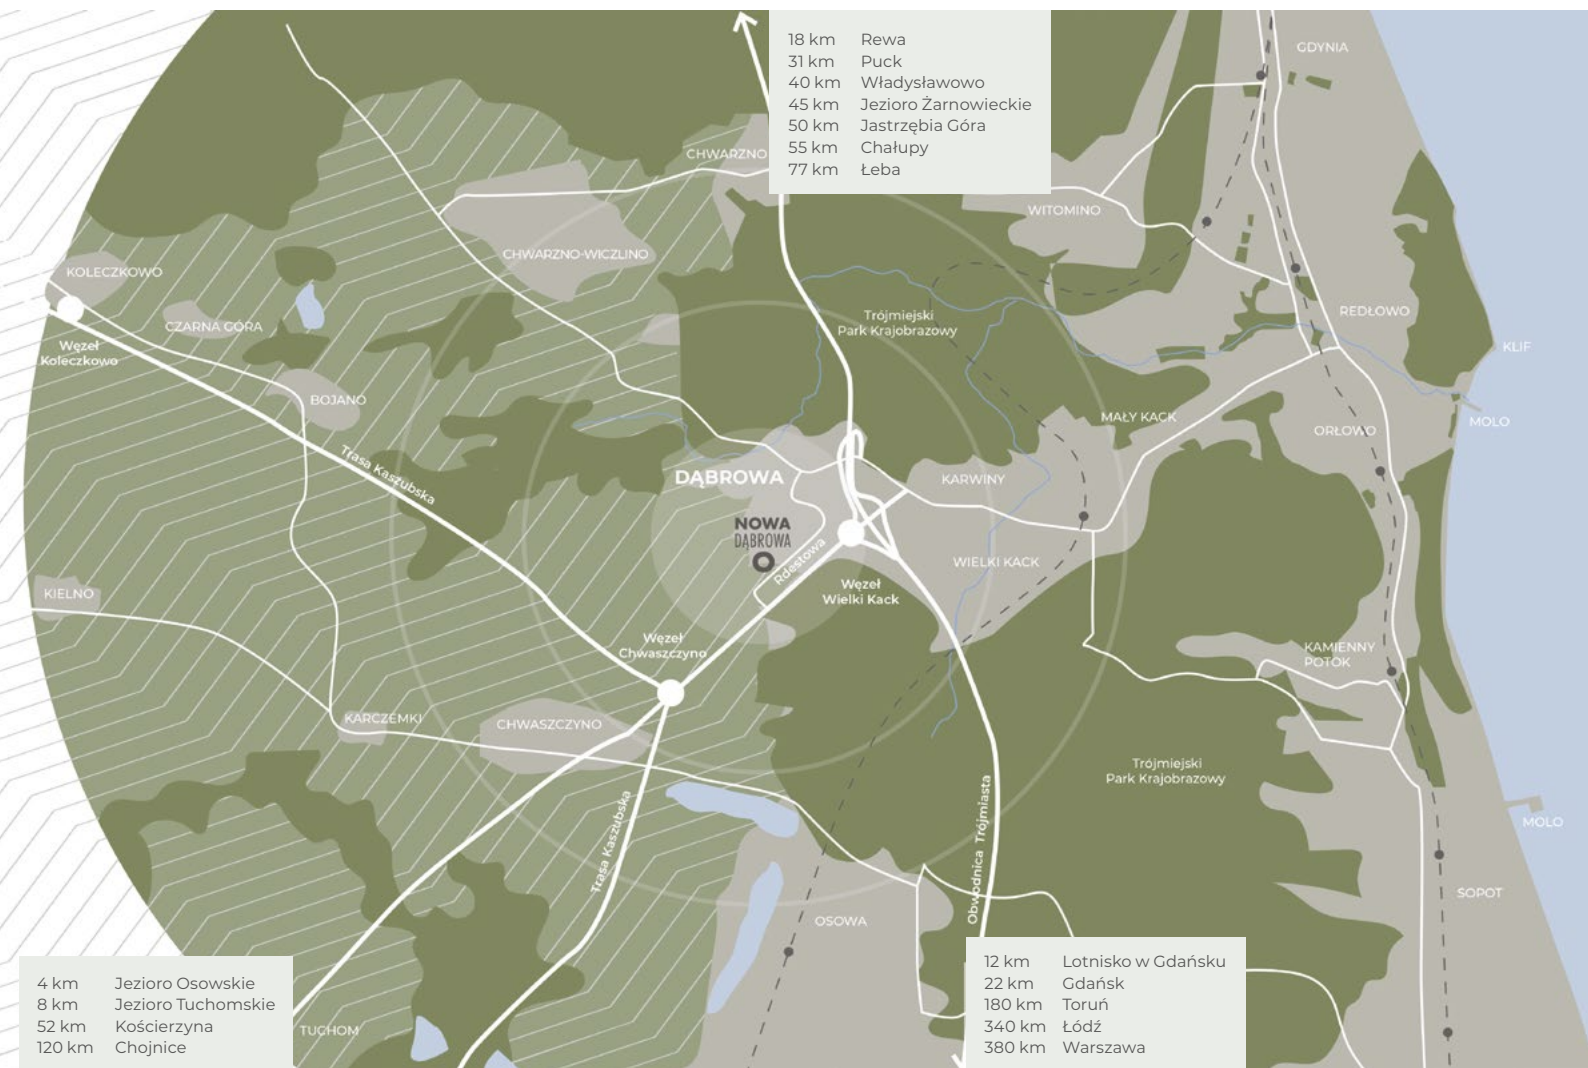 18 km Rewa
31 km Puck
40 km Władysławowo
45 km Jezioro Żarnowieckie
50 km Jastrzębia Góra
55 km Chałupy
77 km Łeba
GDYNIA
CHWARZNO
WITOMINO
CHWARZNO-WICZLINO
KOLECZKOWO
CZARNA GÓRA
Węzeł
Koleczkowo
Trójmiejski
Park Krajobrazowy
REDŁOWO
KLIF
BOJANO
MAŁY KACK
MOLO
ORŁOWO
Trasa Kaszubska
DĄBROWA
KARWINY
NOWA
DĄBROWA
Rdestowa
WIELKI KACK
Węzeł
Wielki Kack
KIELNO
Węzeł
Chwaszczyno
KAMIENNY
POTOK
KARCZEMKI
CHWASZCZYNO
Trójmiejski
Park Krajobrazowy
Trasa Kaszubska
Obwodnica Trójmiasta
MOLO
SOPOT
OSOWA
4 km Jezioro Osowskie
8 km Jezioro Tuchomskie
52 km Kościerzyna
120 km Chojnice
TUCHOM
12 km Lotnisko w Gdańsku
22 km Gdańsk
180 km Toruń
340 km Łódź
380 km Warszawa